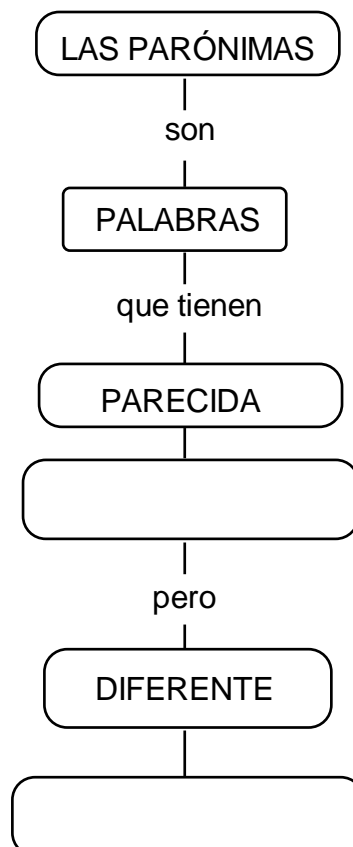 LAS PARÓNIMAS
son
PALABRAS
que tienen
PARECIDA
pero
DIFERENTE